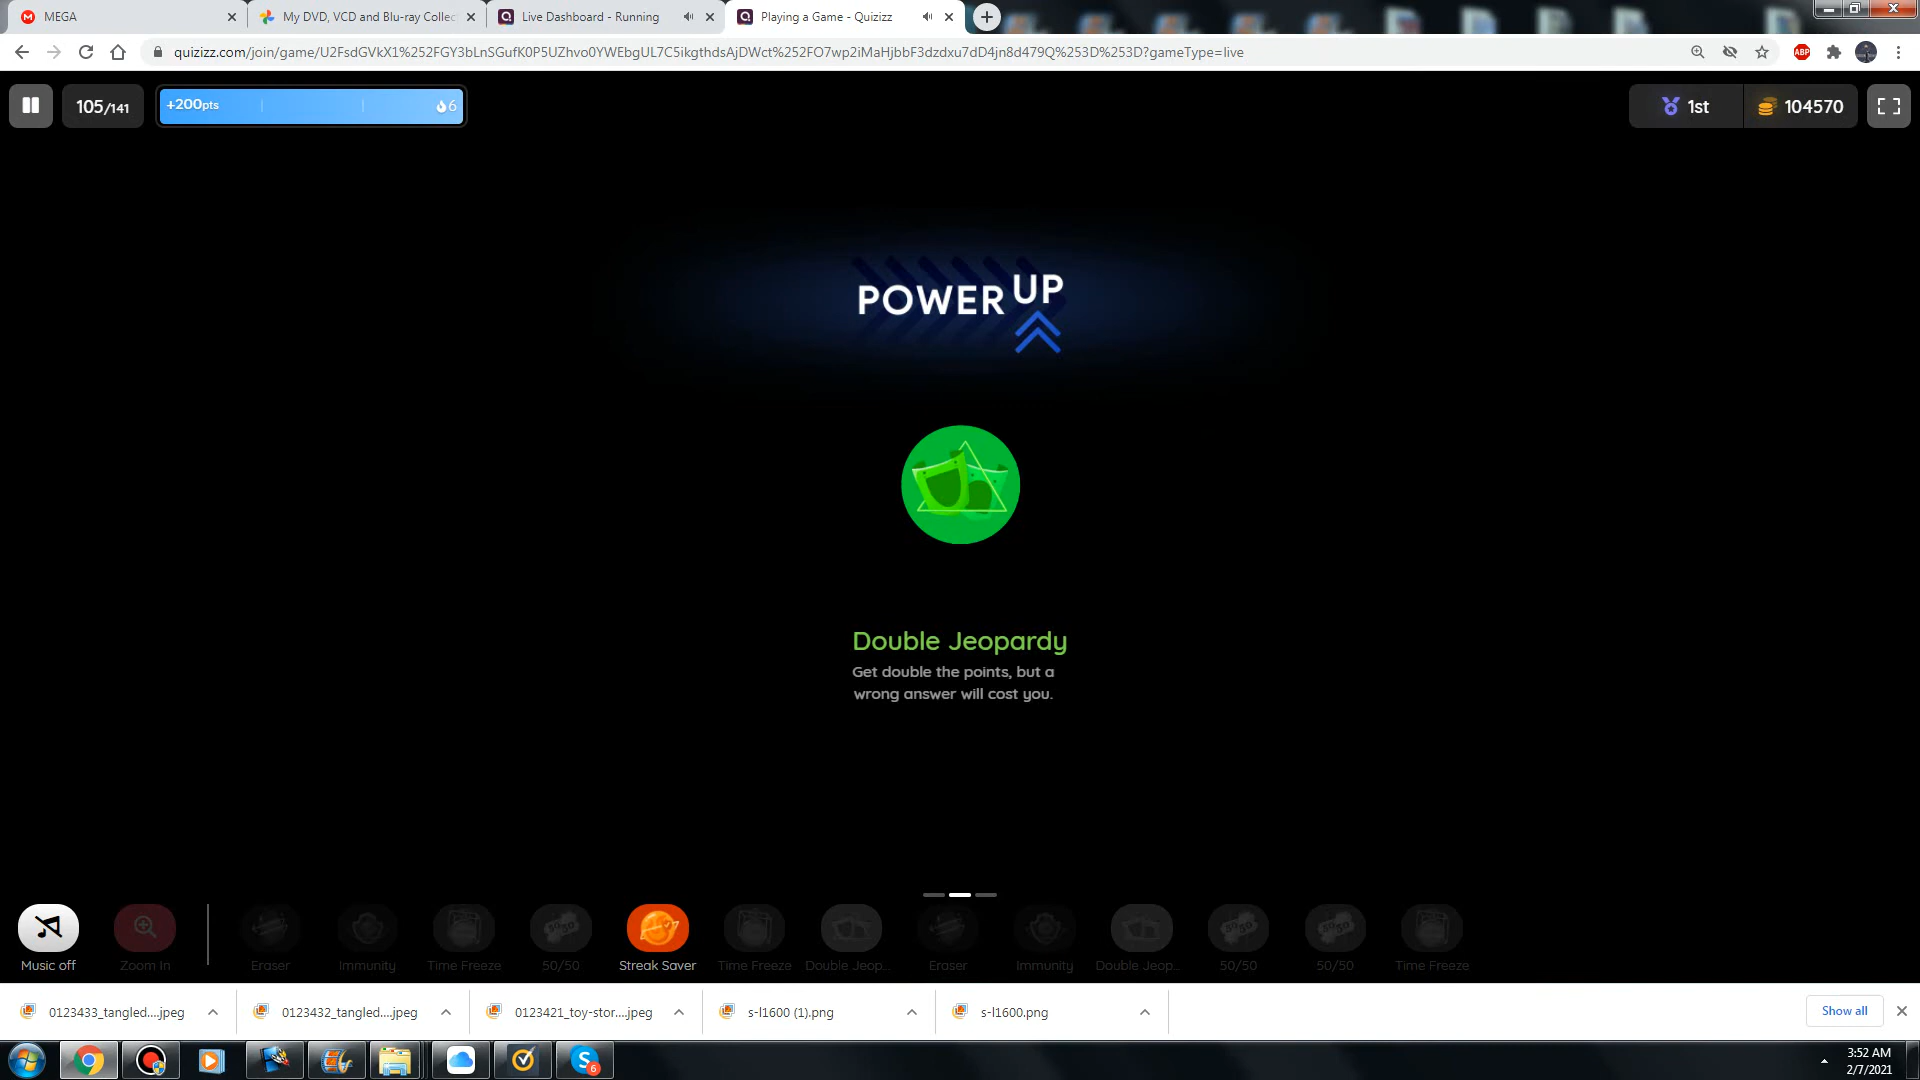 MEGA
My DVD, VCD and Blu-ray Collec
Live Dashboard - Running
Playing a Game - Quizizz
quizizz.com/join/game/U2FsdGVkX1%252FGY3bLnSGufK0P5UZhvo0YWEbgUL7C5ikgthdsAjDWct%252FO7wp2iMaHjbbF3dzdxu7dD4jn8d479Q%253D%253D?gameType=live
ABP
105/141
+200pts
6
1st
104570
POWER UP
Double Jeopardy
Get double the points, but a
wrong answer will cost you.
Music off
Zoom In
Eraser
Immunity
Time Freeze
50/50
Streak Saver
Time Freeze
Double Jeop...
Eraser
Immunity
Double Jeop...
50/50
50/50
Time Freeze
0123433_tangled....jpeg
0123432_tangled....jpeg
0123421_toy-stor....jpeg
s-l1600 (1).png
s-l1600.png
Show all
6
3:52 AM
2/7/2021